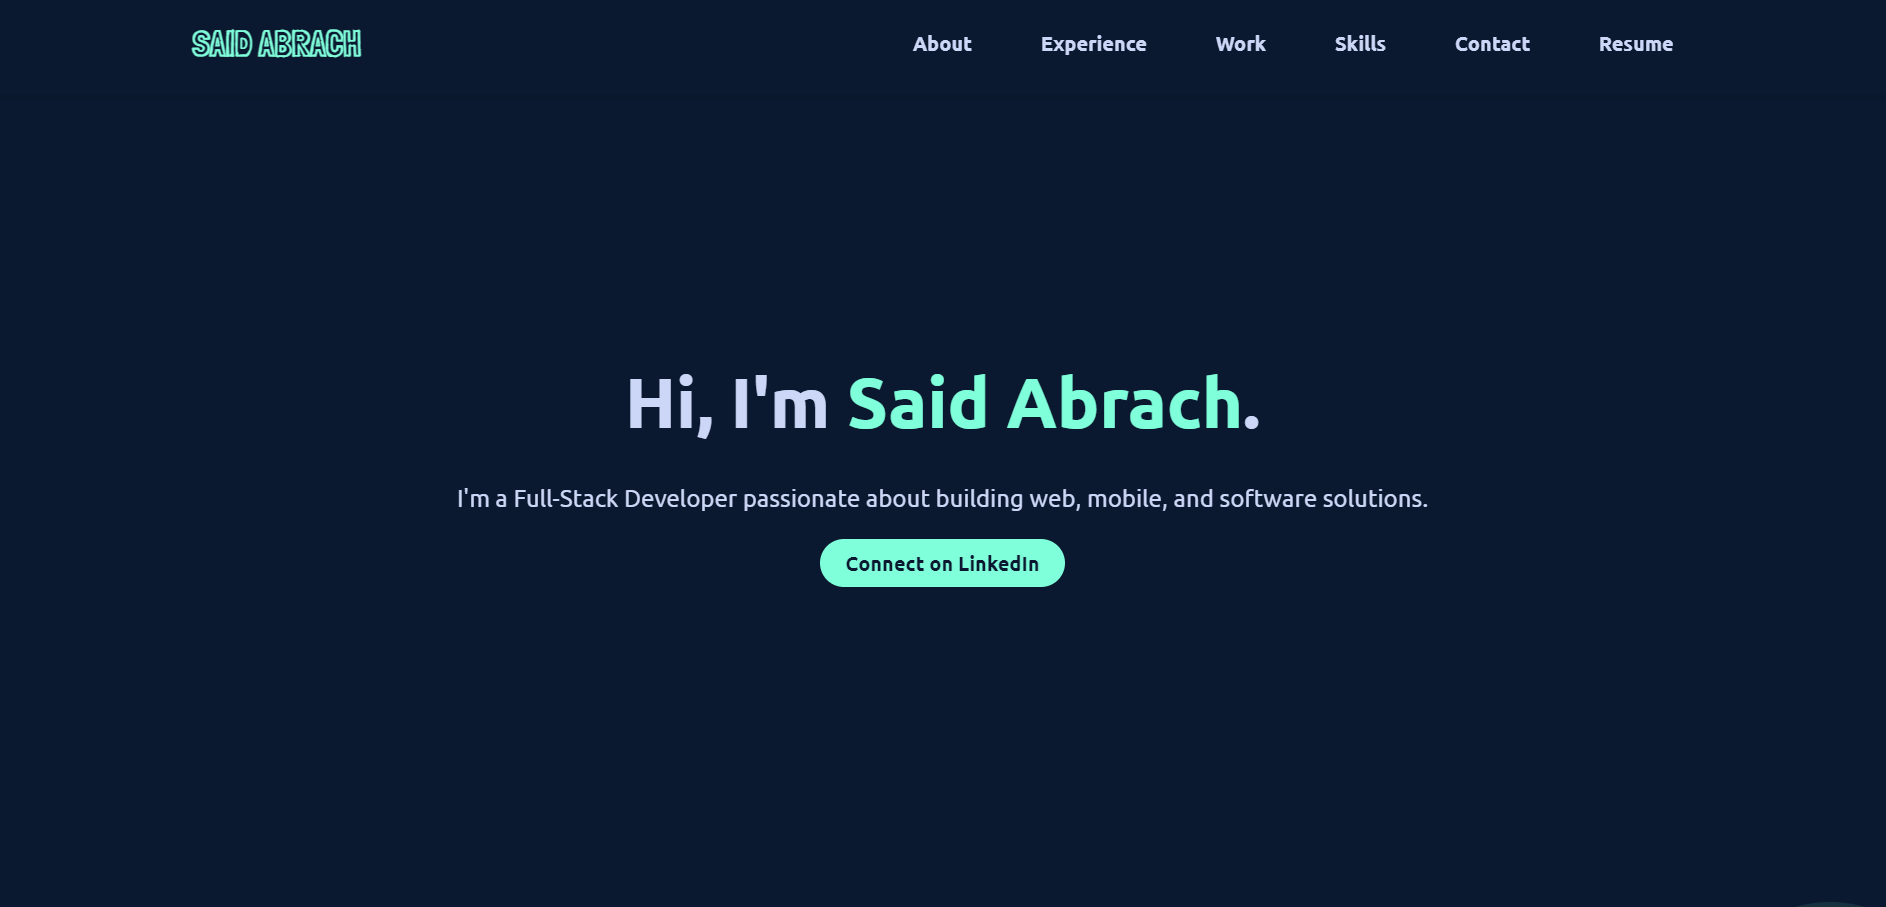 SAID ABRACH
About
Experience
Work
Skills
Contact
Resume
Hi, I'm Said Abrach.
I'm a Full-Stack Developer passionate about building web, mobile, and software solutions.
Connect on LinkedIn